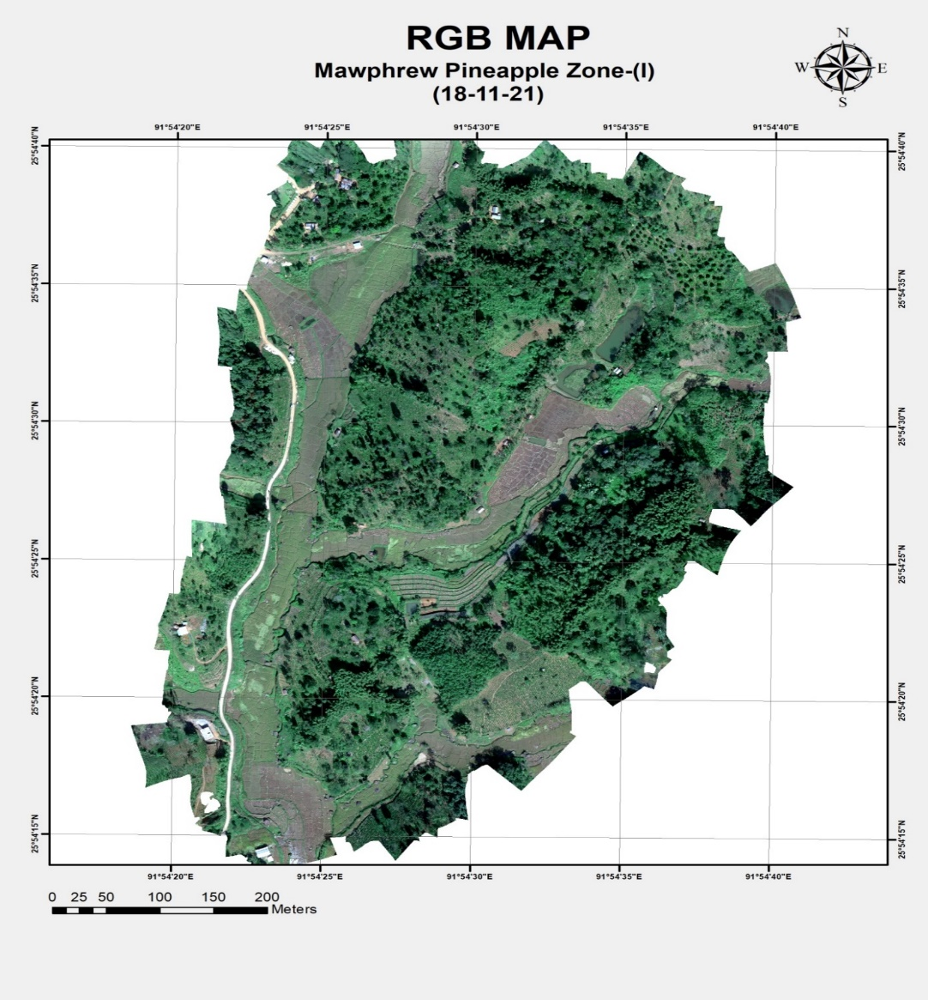 RGB MAP
Mawphrew Pineapple Zone-(I)
(18-11-21)
N
W E
S
91°54'20"E 91°54'25"E 91°54'30"E 91°54'35"E 91°54'40"E
25°54'40"N 25°54'40"N
25°54'35"N 25°54'35"N
25°54'30"N 25°54'30"N
25°54'25"N 25°54'25"N
25°54'20"N 25°54'20"N
25°54'15"N 25°54'15"N
91°54'20"E 91°54'25"E 91°54'30"E 91°54'35"E 91°54'40"E
0 25 50 100 150 200
Meters